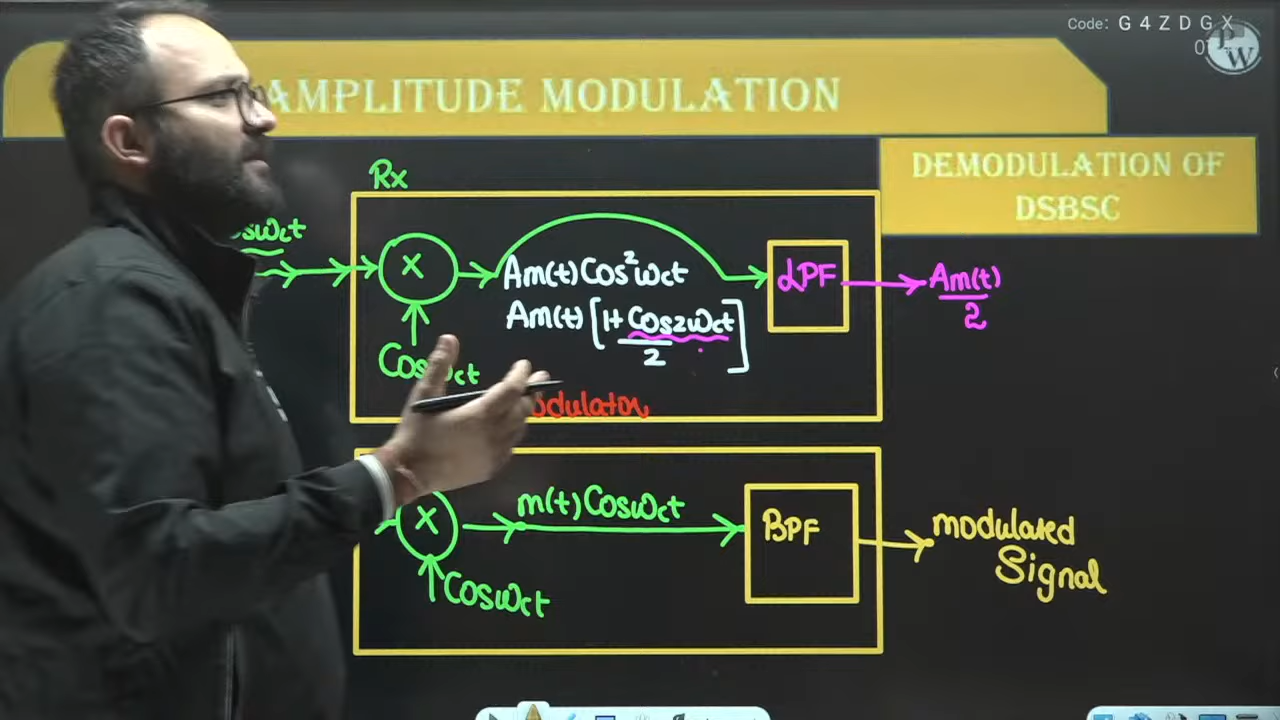 Code: G 4 Z D G X
PW
AMPLITUDE MODULATION
DEMODULATION OF
DSBSC
Rx
X
Am(t)Cos²ωct
Am(t)[1+Cos2ωct/2]
LPF
Am(t)/2
X
m(t)Cosωct
BPF
modulated
Signal
Cosωct